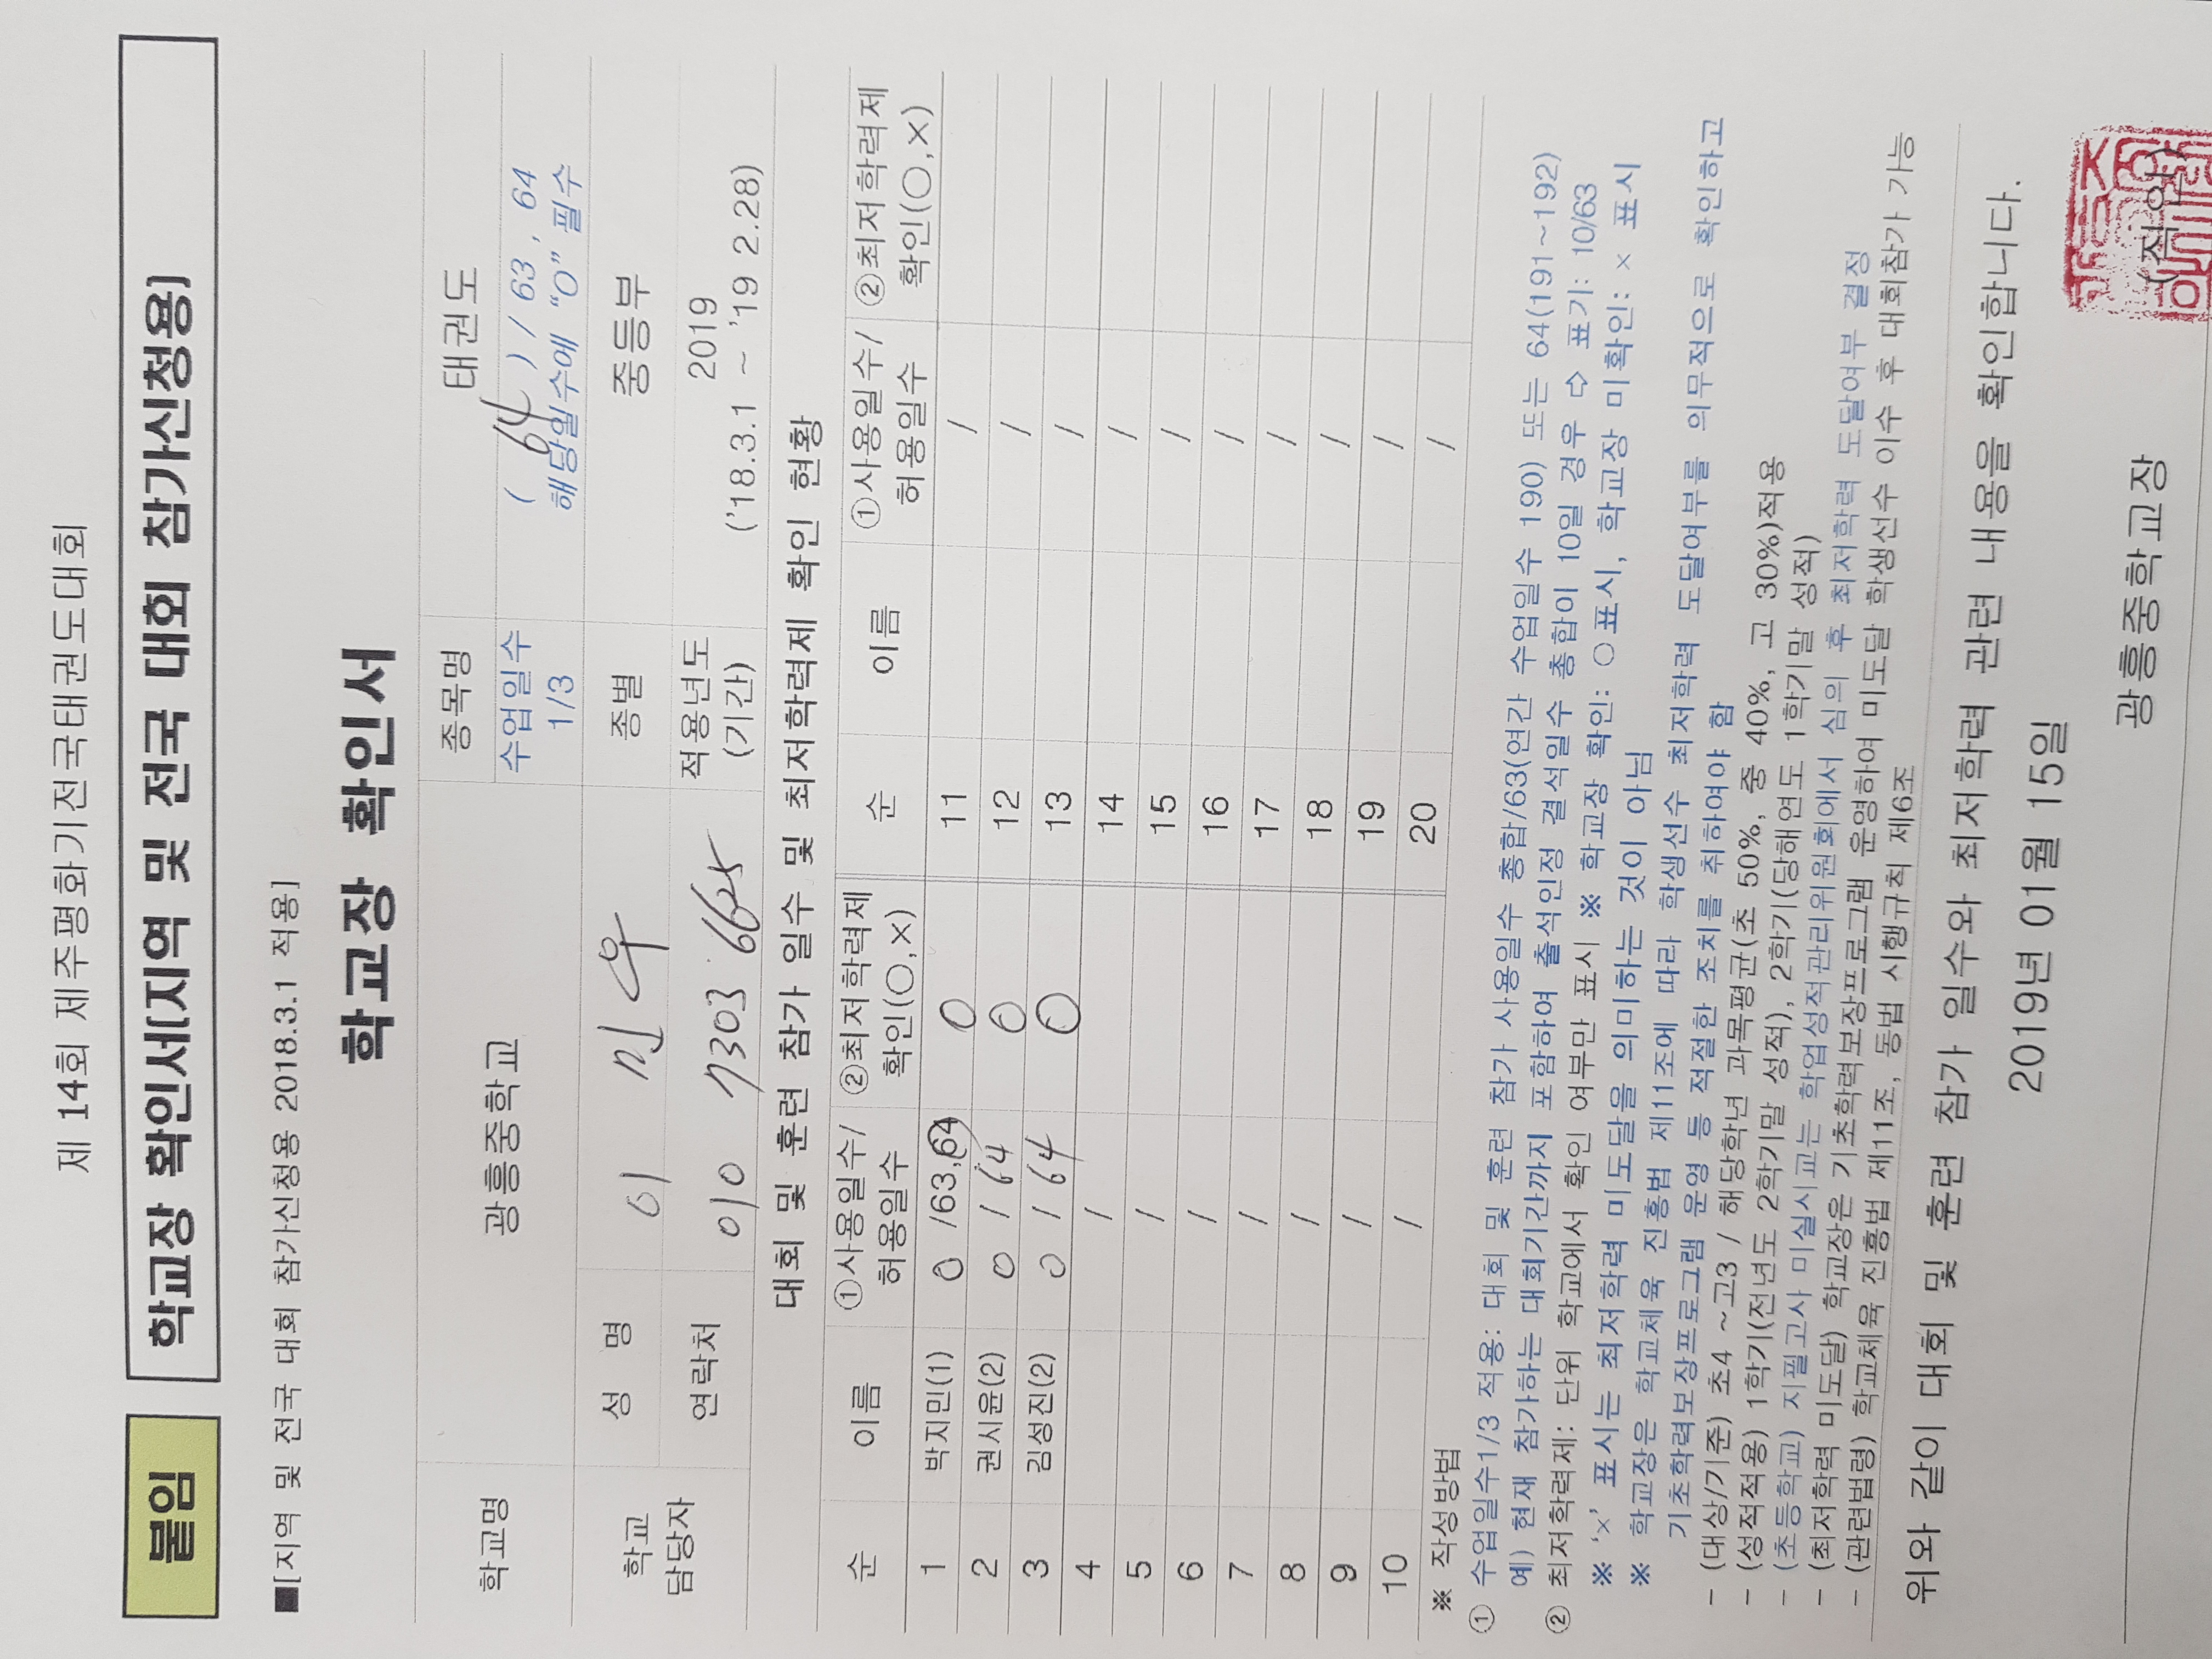 제 14회 제주평화기전국태권도대회
붙임 학교장 확인서[지역 및 전국 대회 참가신청용]
■[지역 및 전국 대회 참가신청용 2018.3.1 적용]
학교장 확인서
학교명 광흥중학교 종목명 태권도
수업일수 1/3 ( 64 ) / 63 , 64
해당일수에 “O” 필수
학교 담당자 성 명 이 민 우 종별 중등부
연락처 010 7303 6625 적용년도 (기간) 2019
('18.3.1 ~ '19 2.28)
대회 및 훈련 참가 일수 및 최저학력제 확인 현황
순 이름 ①사용일수/허용일수 ②최저학력제 확인(○,×) 순 이름 ①사용일수/허용일수 ②최저학력제 확인(○,×)
1 박지민(1) 0 /63,64 O 11 /
2 권시윤(2) 0 / 64 O 12 /
3 김성진(2) 0 / 64 O 13 /
4 / 14 /
5 / 15 /
6 / 16 /
7 / 17 /
8 / 18 /
9 / 19 /
10 / 20 /
※ 작성방법
① 수업일수1/3 적용: 대회 및 훈련 참가 사용일수 총합/63(연간 수업일수 190) 또는 64(191~192)
예) 현재 참가하는 대회기간까지 포함하여 출석인정 결석일수 총합이 10일 경우 ⇨ 표기: 10/63
② 최저학력제: 단위 학교에서 확인 여부만 표시 ※ 학교장 확인: ○표시, 학교장 미확인: × 표시
※ '×' 표시는 최저학력 미도달을 의미하는 것이 아님
※ 학교장은 학교체육 진흥법 제11조에 따라 학생선수 최저학력 도달여부를 의무적으로 확인하고
기초학력보장프로그램 운영 등 적절한 조치를 취하여야 함
- (대상/기준) 초4 ~고3 / 해당학년 과목평균(초 50%, 중 40%, 고 30%)적용
- (성적적용) 1학기(전년도 2학기말 성적), 2학기(당해연도 1학기말 성적)
- (초등학교) 지필고사 미실시교는 학업성적관리위원회에서 심의 후 최저학력 도달여부 결정
- (최저학력 미도달) 학교장은 기초학력보장프로그램 운영하여 미도달 학생선수 이수 후 대회참가 가능
- (관련법령) 학교체육 진흥법 제11조, 동법 시행규칙 제6조
위와 같이 대회 및 훈련 참가 일수와 최저학력 관련 내용을 확인합니다.
2019년 01월 15일
광흥중학교장 (직인)